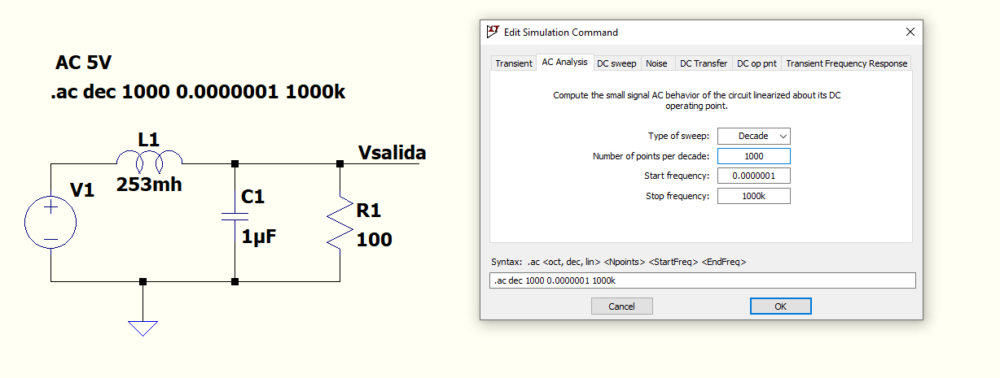 AC 5V
.ac dec 1000 0.0000001 1000k
L1
253mh
Vsalida
V1
C1
1µF
R1
100
Edit Simulation Command
Transient AC Analysis DC sweep Noise DC Transfer DC op pnt Transient Frequency Response
Compute the small signal AC behavior of the circuit linearized about its DC
operating point.
Type of sweep: Decade
Number of points per decade: 1000
Start frequency: 0.0000001
Stop frequency: 1000k
Syntax: .ac <oct, dec, lin> <Npoints> <StartFreq> <EndFreq>
.ac dec 1000 0.0000001 1000k
Cancel OK